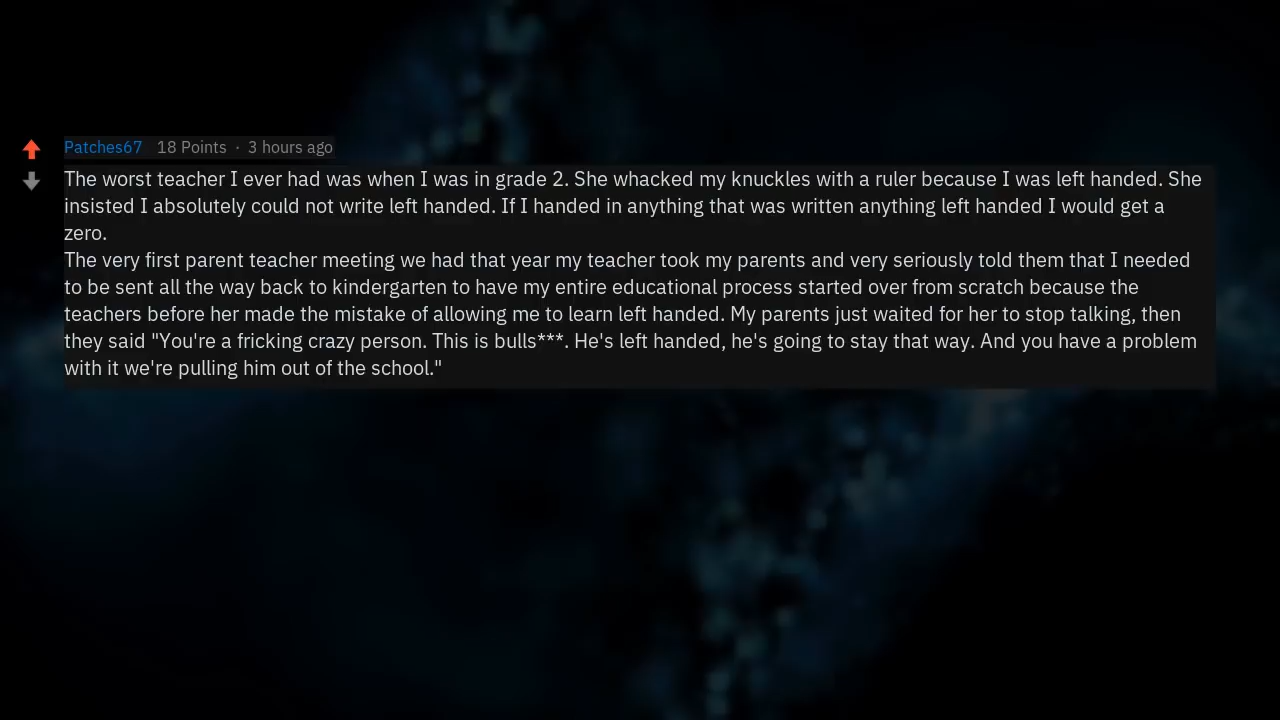 Patches67 18 Points · 3 hours ago
The worst teacher I ever had was when I was in grade 2. She whacked my knuckles with a ruler because I was left handed. She
insisted I absolutely could not write left handed. If I handed in anything that was written anything left handed I would get a
zero.
The very first parent teacher meeting we had that year my teacher took my parents and very seriously told them that I needed
to be sent all the way back to kindergarten to have my entire educational process started over from scratch because the
teachers before her made the mistake of allowing me to learn left handed. My parents just waited for her to stop talking, then
they said "You're a fricking crazy person. This is bulls***. He's left handed, he's going to stay that way. And you have a problem
with it we're pulling him out of the school."